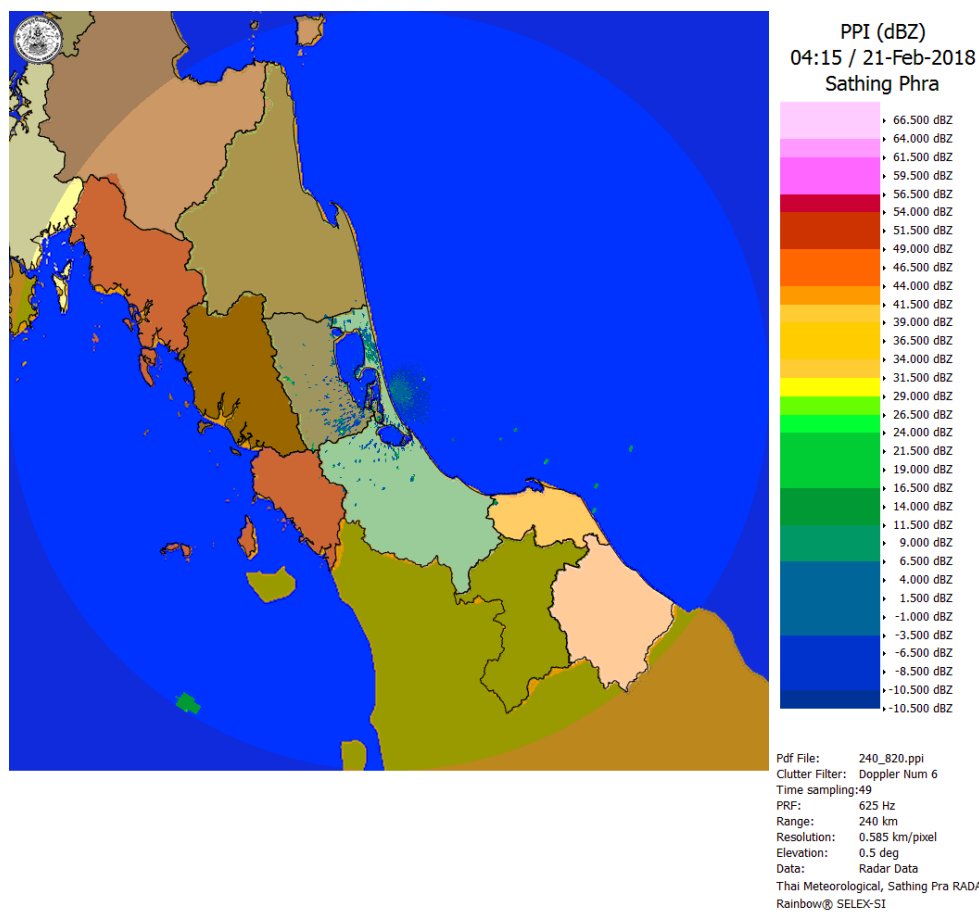 PPI (dBZ)
04:15 / 21-Feb-2018
Sathing Phra
66.500 dBZ
64.000 dBZ
61.500 dBZ
59.500 dBZ
56.500 dBZ
54.000 dBZ
51.500 dBZ
49.000 dBZ
46.500 dBZ
44.000 dBZ
41.500 dBZ
39.000 dBZ
36.500 dBZ
34.000 dBZ
31.500 dBZ
29.000 dBZ
26.500 dBZ
24.000 dBZ
21.500 dBZ
19.000 dBZ
16.500 dBZ
14.000 dBZ
11.500 dBZ
9.000 dBZ
6.500 dBZ
4.000 dBZ
1.500 dBZ
-1.000 dBZ
-3.500 dBZ
-6.500 dBZ
-8.500 dBZ
-10.500 dBZ
-10.500 dBZ
Pdf File: 240_820.ppi
Clutter Filter: Doppler Num 6
Time sampling:49
PRF: 625 Hz
Range: 240 km
Resolution: 0.585 km/pixel
Elevation: 0.5 deg
Data: Radar Data
Thai Meteorological, Sathing Pra RADA
Rainbow® SELEX-SI